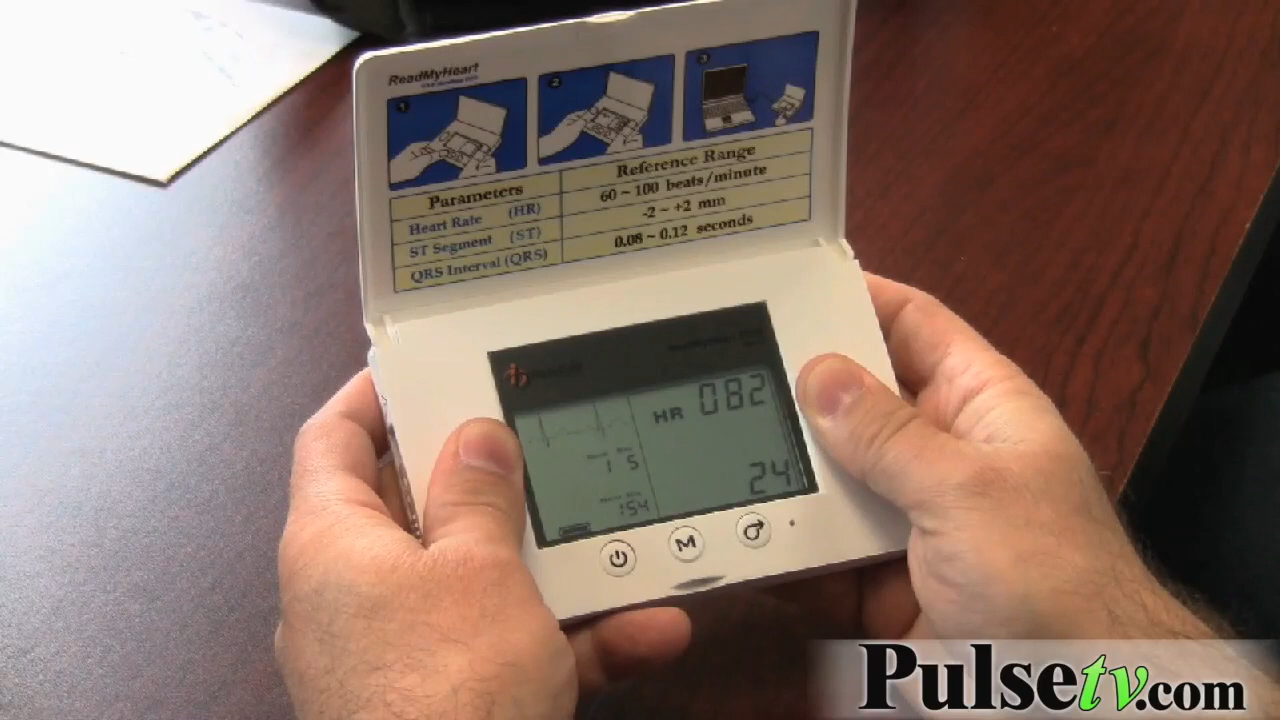 ReadMyHeart
1
2
3
Parameters Reference Range
Heart Rate (HR) 60 ~ 100 beats/minute
ST Segment (ST) -2 ~ +2 mm
QRS Interval (QRS) 0.08 ~ 0.12 seconds
HR 082
15
154
24
M
Pulsetv.com